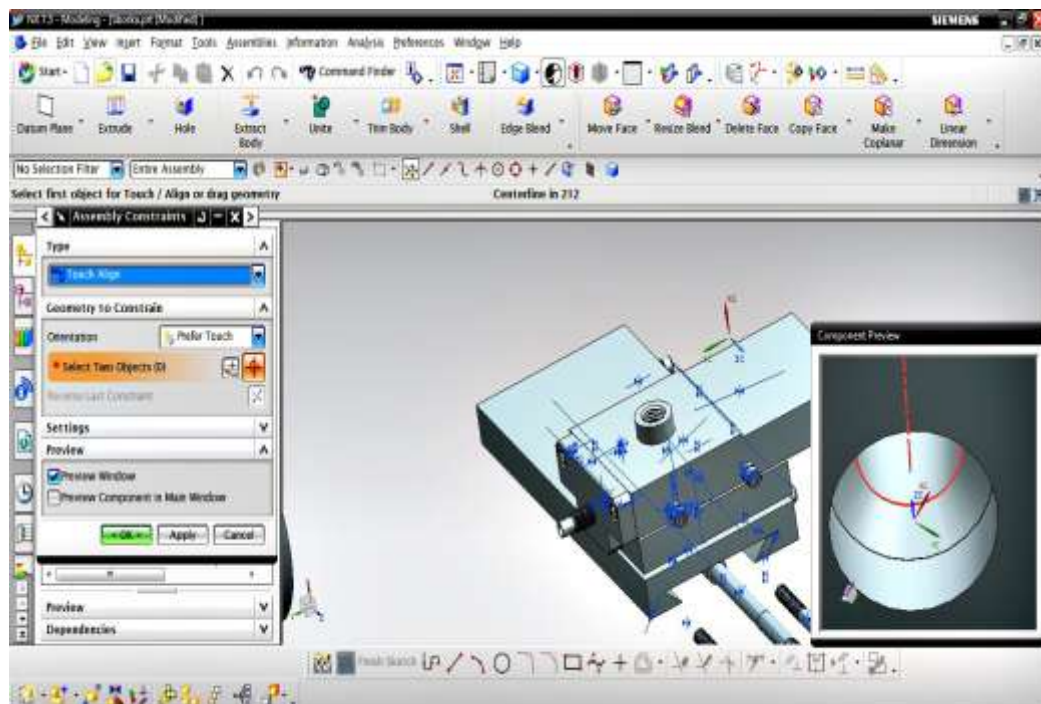 NX 7.5 - Modeling - [Skorks.prt (Modified) ] SIEMENS
File Edit View Insert Format Tools Assemblies Information Analysis Preferences Window Help
Start Command Finder
Datum Plane Extrude Hole Extract Body Unite Trim Body Shell Edge Blend Move Face Resize Blend Delete Face Copy Face Make Coplanar Linear Dimension
No Selection Filter Entire Assembly
Select first object for Touch / Align or drag geometry Centerline in 212
Assembly Constraints
Type
Touch Align
Geometry to Constrain
Orientation Prefer Touch
* Select Two Objects (0)
Reverse Last Constraint
Settings
Preview
Preview Window
Preview Component in Main Window
< OK > Apply Cancel
Preview
Dependencies
Component Preview
Finish Sketch